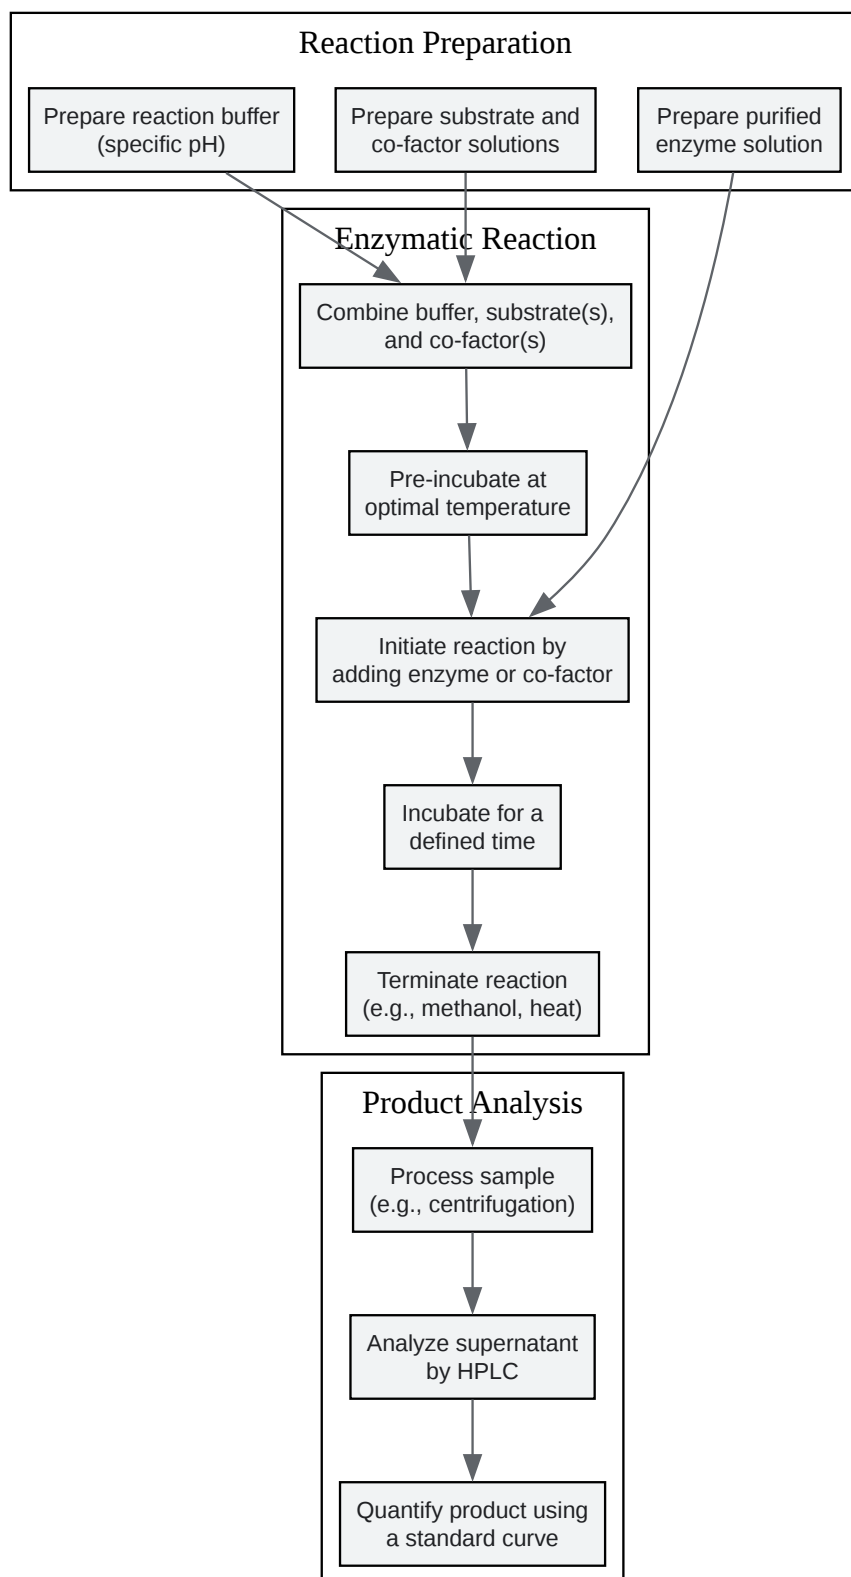 Reaction Preparation
Prepare reaction buffer
(specific pH)
Prepare substrate and
co-factor solutions
Prepare purified
enzyme solution
Enzymatic Reaction
Combine buffer, substrate(s),
and co-factor(s)
Pre-incubate at
optimal temperature
Initiate reaction by
adding enzyme or co-factor
Incubate for a
defined time
Terminate reaction
(e.g., methanol, heat)
Product Analysis
Process sample
(e.g., centrifugation)
Analyze supernatant
by HPLC
Quantify product using
a standard curve